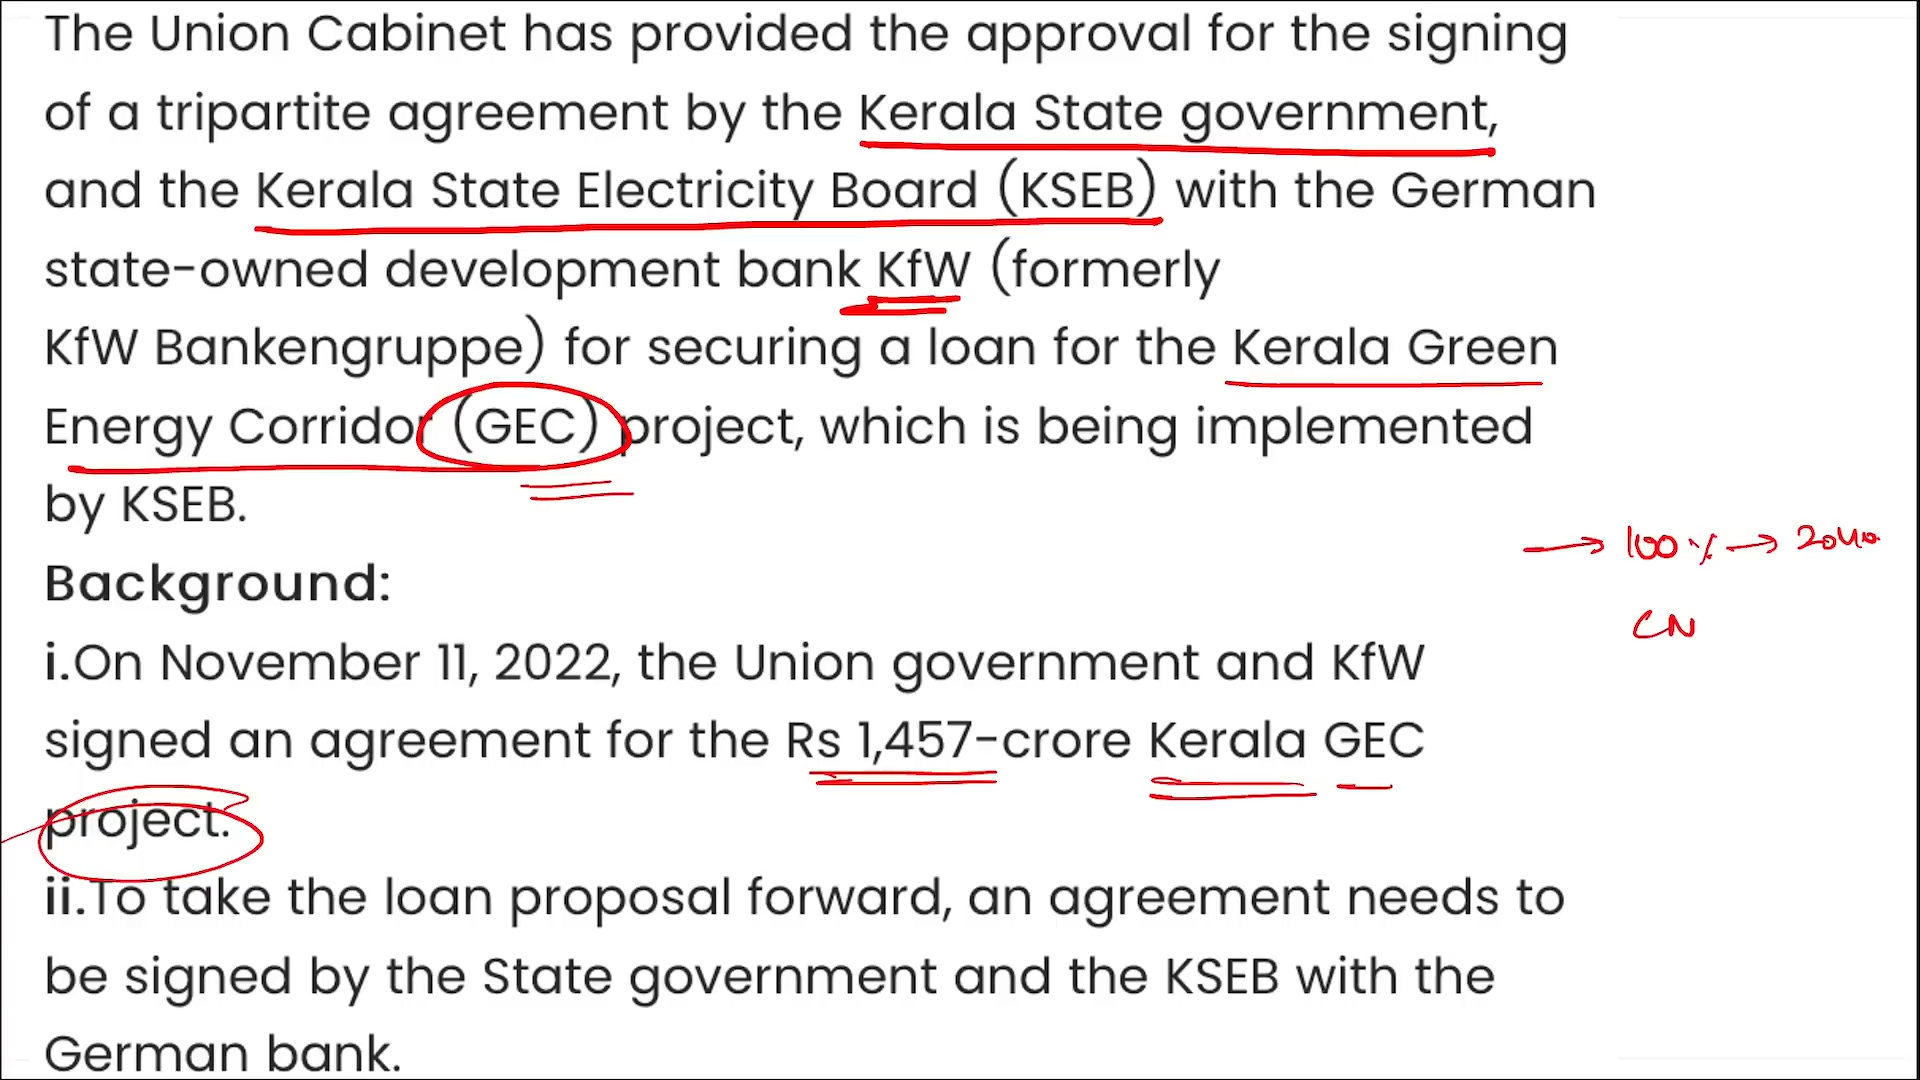 The Union Cabinet has provided the approval for the signing
of a tripartite agreement by the Kerala State government,
and the Kerala State Electricity Board (KSEB) with the German
state-owned development bank KfW (formerly
KfW Bankengruppe) for securing a loan for the Kerala Green
Energy Corridor (GEC) project, which is being implemented
by KSEB.
→ 100% → 2040
Background:
CN
i.On November 11, 2022, the Union government and KfW
signed an agreement for the Rs 1,457-crore Kerala GEC
project.
ii.To take the loan proposal forward, an agreement needs to
be signed by the State government and the KSEB with the
German bank.